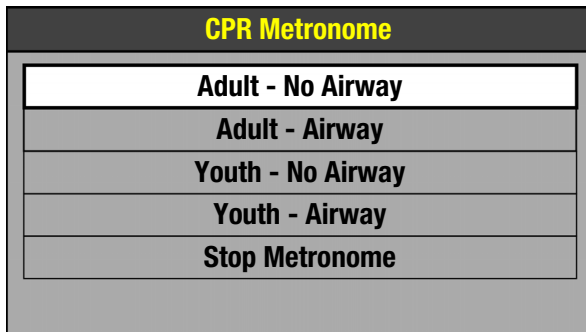 CPR Metronome
Adult - No Airway
Adult - Airway
Youth - No Airway
Youth - Airway
Stop Metronome